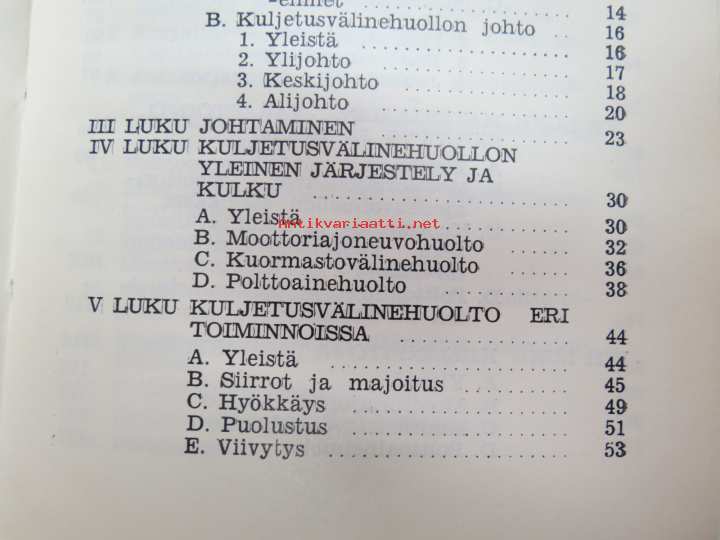 -elimet 14
B. Kuljetusvälinehuollon johto 16
1. Yleistä 16
2. Ylijohto 17
3. Keskijohto 18
4. Alijohto 20
III LUKU JOHTAMINEN 23
IV LUKU KULJETUSVÄLINEHUOLLON
YLEINEN JÄRJESTELY JA
KULKU 30
A. Yleistä 30
antikvariaatti.net
B. Moottoriajoneuvohuolto 32
C. Kuormastovälinehuolto 36
D. Polttoainehuolto 38
V LUKU KULJETUSVÄLINEHUOLTO ERI
TOIMINNOISSA 44
A. Yleistä 44
B. Siirrot ja majoitus 45
C. Hyökkäys 49
D. Puolustus 51
E. Viivytys 53